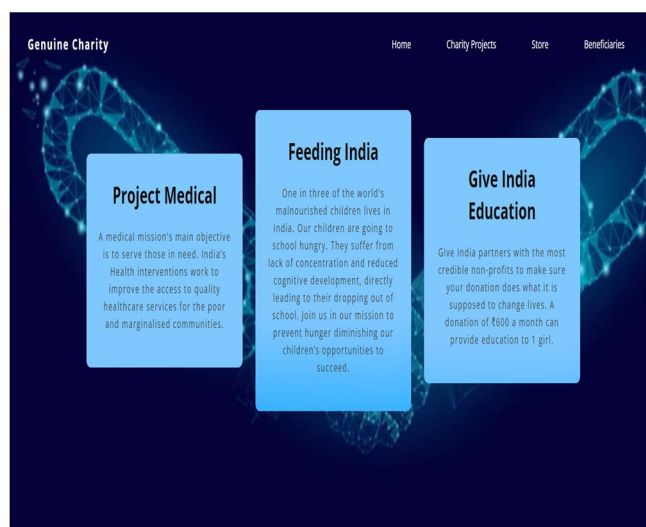 Genuine Charity
Home
Charity Projects
Store
Beneficiaries
Project Medical
A medical mission's main objective
is to serve those in need. India's
Health interventions work to
improve the access to quality
healthcare services for the poor
and marginalised communities.
Feeding India
One in three of the world's
malnourished children lives in
India. Our children are going to
school hungry. They suffer from
lack of concentration and reduced
cognitive development, directly
leading to their dropping out of
school. Join us in our mission to
prevent hunger diminishing our
children's opportunities to
succeed.
Give India
Education
Give India partners with the most
credible non-profits to make sure
your donation does what it is
supposed to change lives. A
donation of ₹600 a month can
provide education to 1 girl.